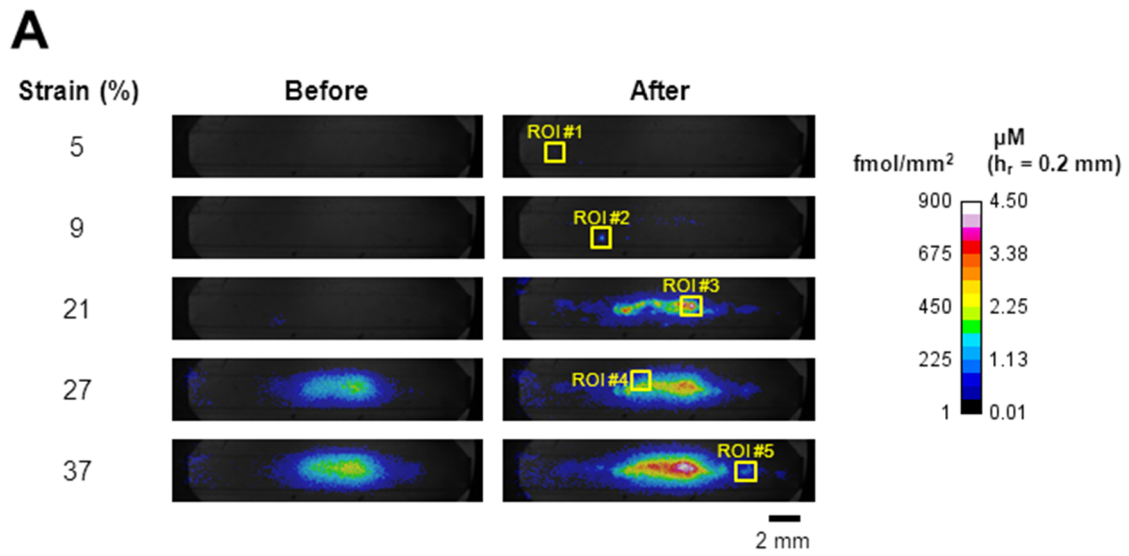 A
Strain (%)
Before
After
5
ROI #1
9
ROI #2
21
ROI #3
27
ROI #4
37
ROI #5
2 mm
fmol/mm²
µM
(hᵣ = 0.2 mm)
900
4.50
675
3.38
450
2.25
225
1.13
1
0.01